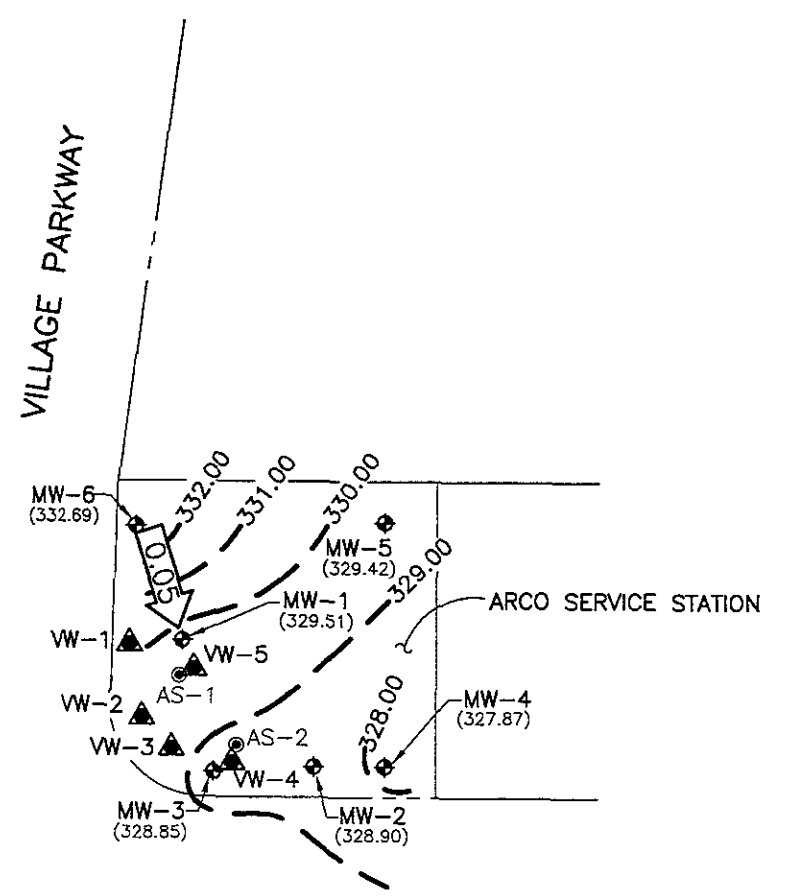 VILLAGE PARKWAY
MW-6
(332.69)
332.00
331.00
330.00
MW-5
(329.42)
0.05
329.00
MW-1
(329.51)
ARCO SERVICE STATION
VW-1
VW-5
AS-1
VW-2
328.00
MW-4
(327.87)
VW-3
AS-2
VW-4
MW-3
(328.85)
MW-2
(328.90)